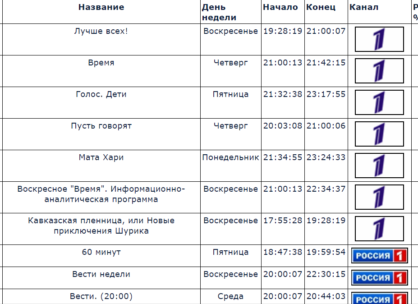 Название День недели Начало Конец Канал Р %
Лучше всех! Воскресенье 19:28:19 21:00:07 1
Время Четверг 21:00:13 21:42:15 1
Голос. Дети Пятница 21:32:38 23:17:55 1
Пусть говорят Четверг 20:03:08 21:00:06 1
Мата Хари Понедельник 21:34:55 23:24:33 1
Воскресное "Время". Информационно-
аналитическая программа Воскресенье 21:00:13 22:34:37 1
Кавказская пленница, или Новые
приключения Шурика Воскресенье 17:55:28 19:28:19 1
60 минут Пятница 18:47:38 19:59:54 РОССИЯ 1
Вести недели Воскресенье 20:00:07 22:30:15 РОССИЯ 1
Вести. (20:00) Среда 20:00:07 20:44:03 РОССИЯ 1